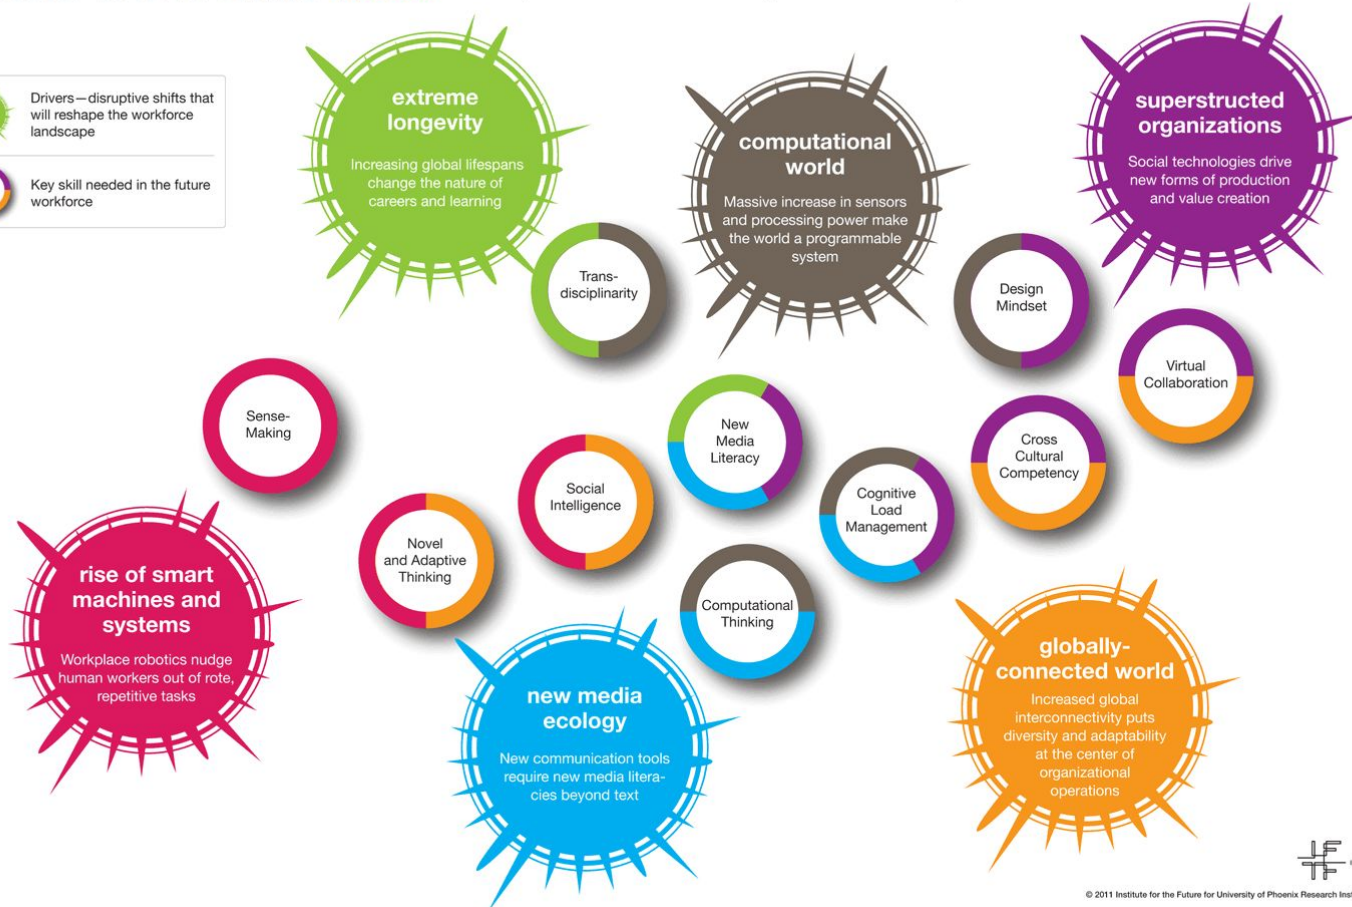 Drivers—disruptive shifts that
will reshape the workforce
landscape
Key skill needed in the future
workforce
extreme
longevity
Increasing global lifespans
change the nature of
careers and learning
computational
world
Massive increase in sensors
and processing power make
the world a programmable
system
superstructed
organizations
Social technologies drive
new forms of production
and value creation
Trans-
disciplinarity
Design
Mindset
Virtual
Collaboration
Sense-
Making
New
Media
Literacy
Cross
Cultural
Competency
Social
Intelligence
Cognitive
Load
Management
Novel
and Adaptive
Thinking
Computational
Thinking
rise of smart
machines and
systems
Workplace robotics nudge
human workers out of rote,
repetitive tasks
new media
ecology
New communication tools
require new media litera-
cies beyond text
globally-
connected world
Increased global
interconnectivity puts
diversity and adaptability
at the center of
organizational
operations
© 2011 Institute for the Future for University of Phoenix Research Inst